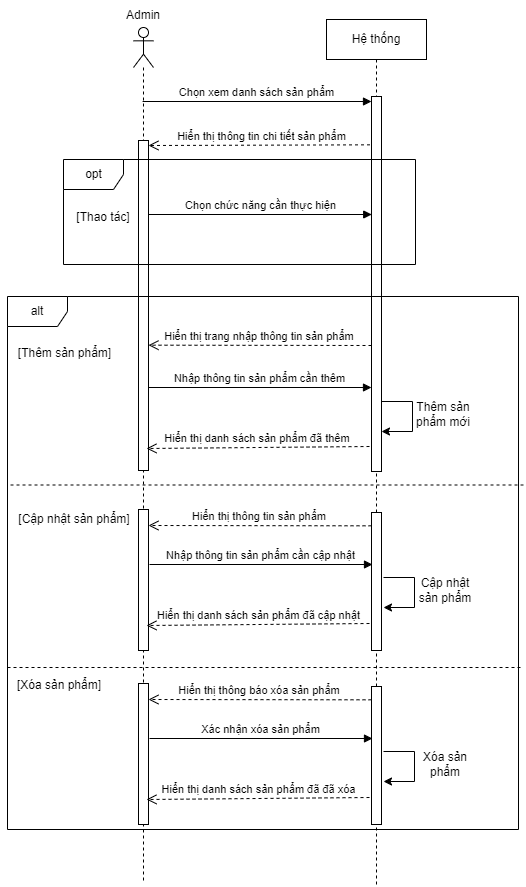 Admin
Hệ thống
Chọn xem danh sách sản phẩm
Hiển thị thông tin chi tiết sản phẩm
opt
Chọn chức năng cần thực hiện
[Thao tác]
alt
Hiển thị trang nhập thông tin sản phẩm
[Thêm sản phẩm]
Nhập thông tin sản phẩm cần thêm
Thêm sản
phẩm mới
Hiển thị danh sách sản phẩm đã thêm
[Cập nhật sản phẩm]
Hiển thị thông tin sản phẩm
Nhập thông tin sản phẩm cần cập nhật
Cập nhật
sản phẩm
Hiển thị danh sách sản phẩm đã cập nhật
[Xóa sản phẩm]
Hiển thị thông báo xóa sản phẩm
Xác nhận xóa sản phẩm
Xóa sản
phẩm
Hiển thị danh sách sản phẩm đã đã xóa